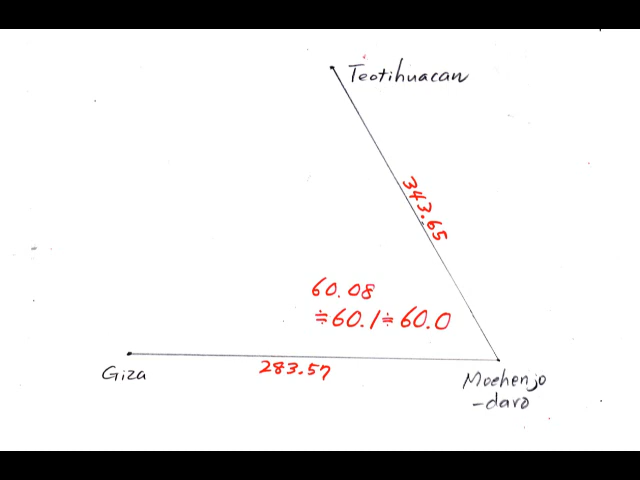 Teotihuacan
343.65
60.08
≒60.1≒60.0
283.57
Giza
Moehenjo
-daro